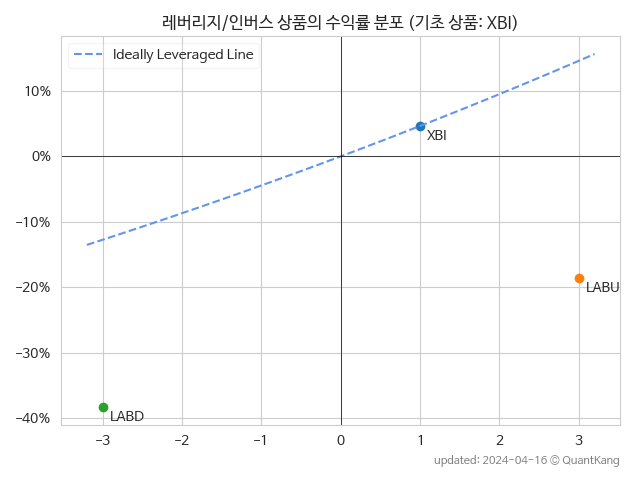 레버리지/인버스 상품의 수익률 분포 (기초 상품: XBI)
Ideally Leveraged Line
10%
XBI
0%
−10%
−20%
LABU
−30%
LABD
−40%
−3 −2 −1 0 1 2 3
updated: 2024-04-16 © QuantKang